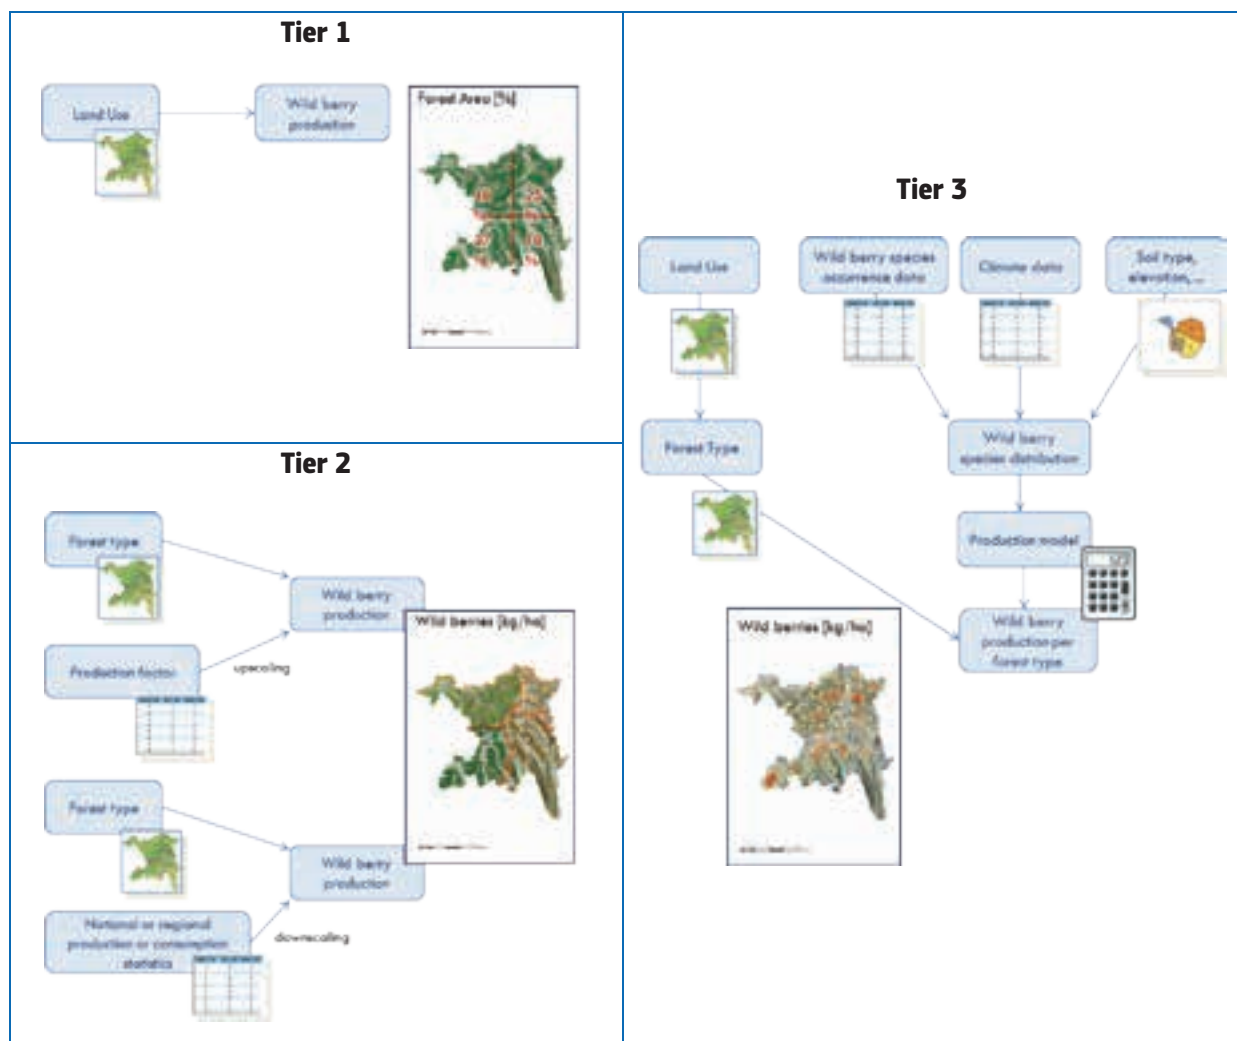 Tier 1
Land Use
Wild berry
production
Forest Area [%]
Tier 2
Forest type
Wild berry
production
Production factor
upscaling
Wild berries [kg/ha]
Forest type
Wild berry
production
National or regional
production or consumption
statistics
downscaling
Tier 3
Land Use
Wild berry species
occurrence data
Climate data
Soil type,
elevation, ...
Forest Type
Wild berry
species distribution
Production model
Wild berry
production per
forest type
Wild berries [kg/ha]